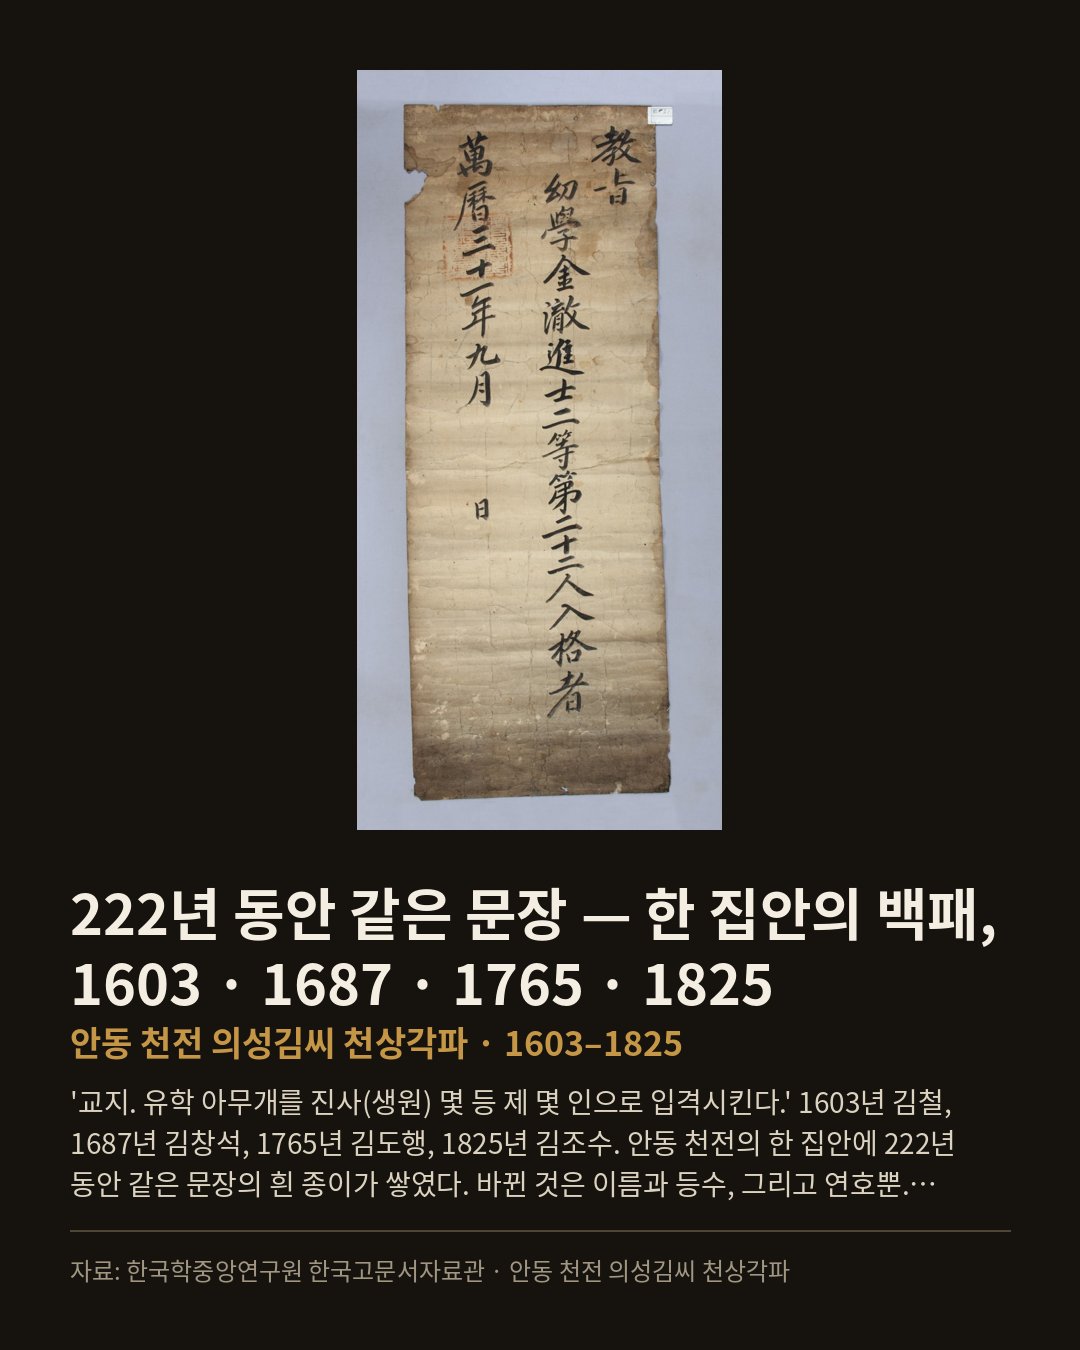 教旨
幼學金澈進士二等第二十二人入格者
萬曆三十一年九月 日
222년 동안 같은 문장 — 한 집안의 백패,
1603 · 1687 · 1765 · 1825
안동 천전 의성김씨 천상각파 · 1603–1825
'교지. 유학 아무개를 진사(생원) 몇 등 제 몇 인으로 입격시킨다.' 1603년 김철,
1687년 김창석, 1765년 김도행, 1825년 김조수. 안동 천전의 한 집안에 222년
동안 같은 문장의 흰 종이가 쌓였다. 바뀐 것은 이름과 등수, 그리고 연호뿐.…
자료: 한국학중앙연구원 한국고문서자료관 · 안동 천전 의성김씨 천상각파